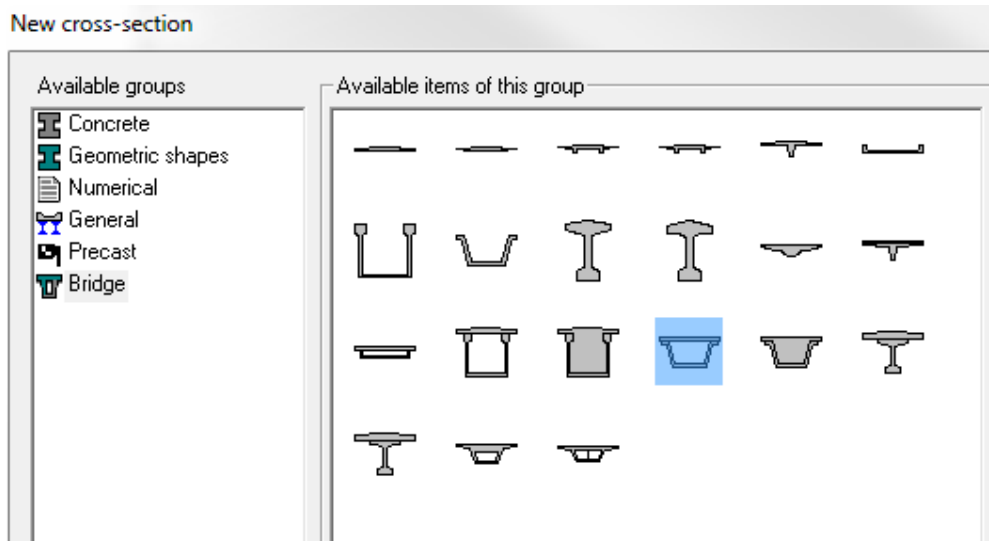 New cross-section
Available groups
Available items of this group
Concrete
Geometric shapes
Numerical
General
Precast
Bridge